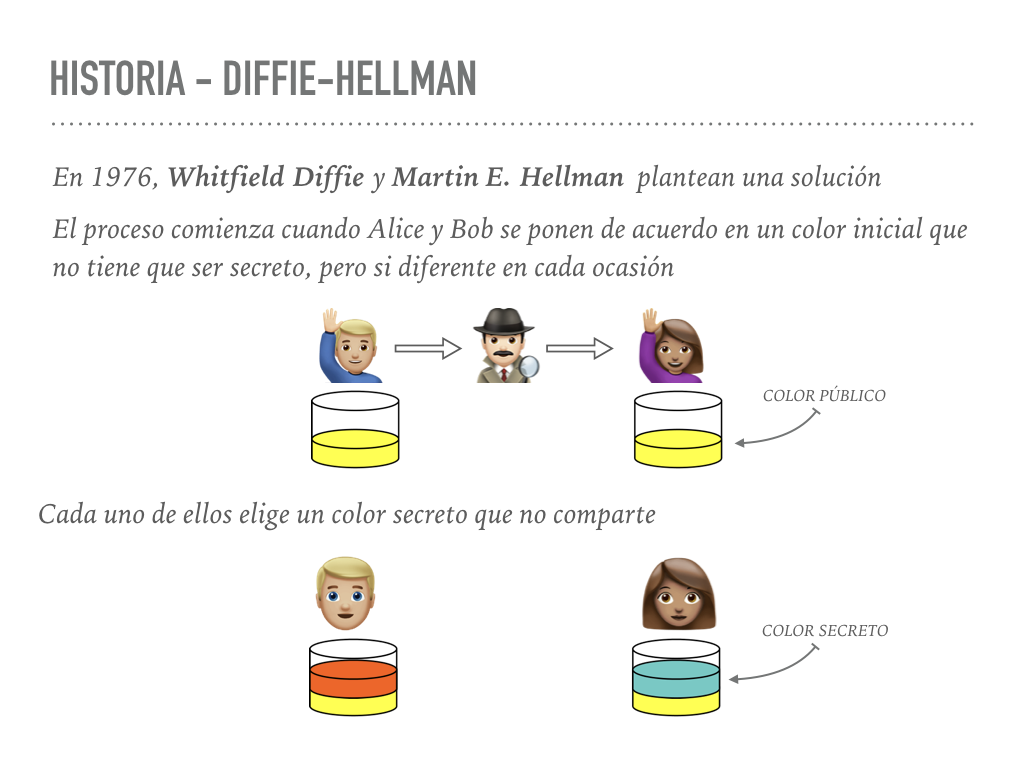 HISTORIA - DIFFIE-HELLMAN
En 1976, Whitfield Diffie y Martin E. Hellman plantean una solución
El proceso comienza cuando Alice y Bob se ponen de acuerdo en un color inicial que
no tiene que ser secreto, pero si diferente en cada ocasión
COLOR PÚBLICO
Cada uno de ellos elige un color secreto que no comparte
COLOR SECRETO